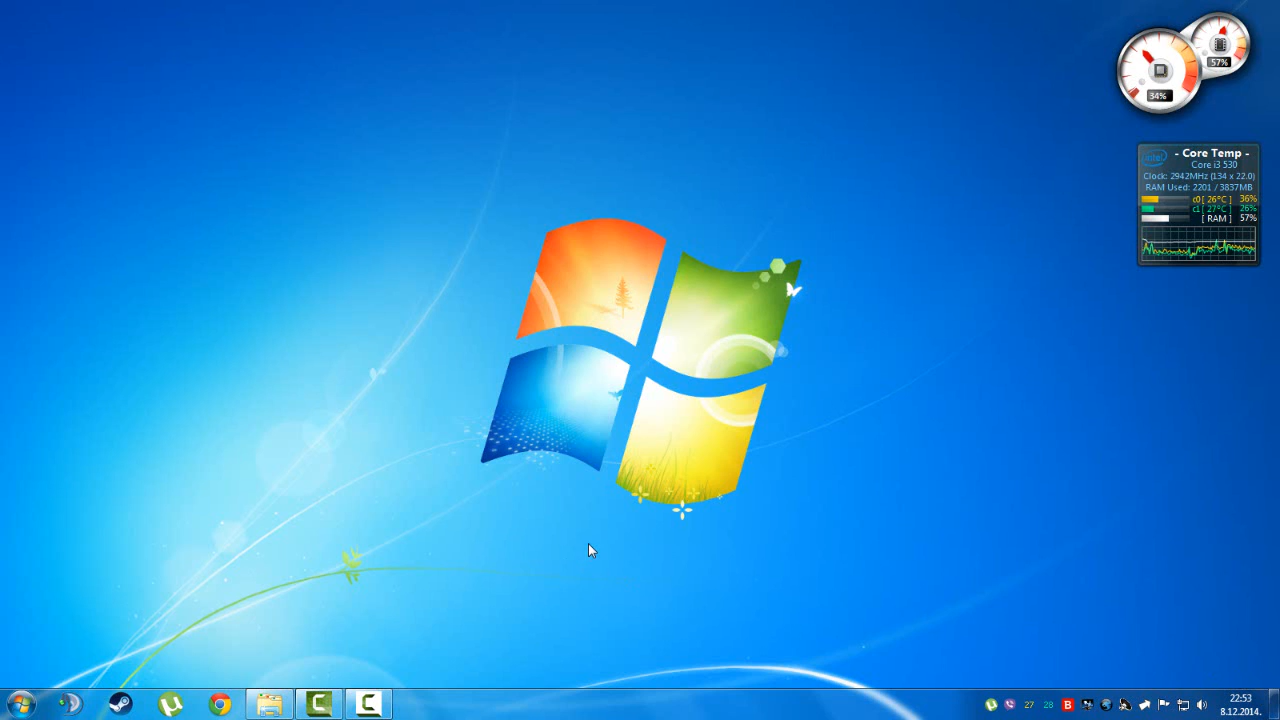 57%
34%
intel
- Core Temp -
Core i3 530
Clock: 2942MHz (134 x 22.0)
RAM Used: 2201 / 3837MB
c0 [ 26°C ] 36%
c1 [ 27°C ] 26%
[ RAM ] 57%
27 28 B
22:53
8.12.2014.